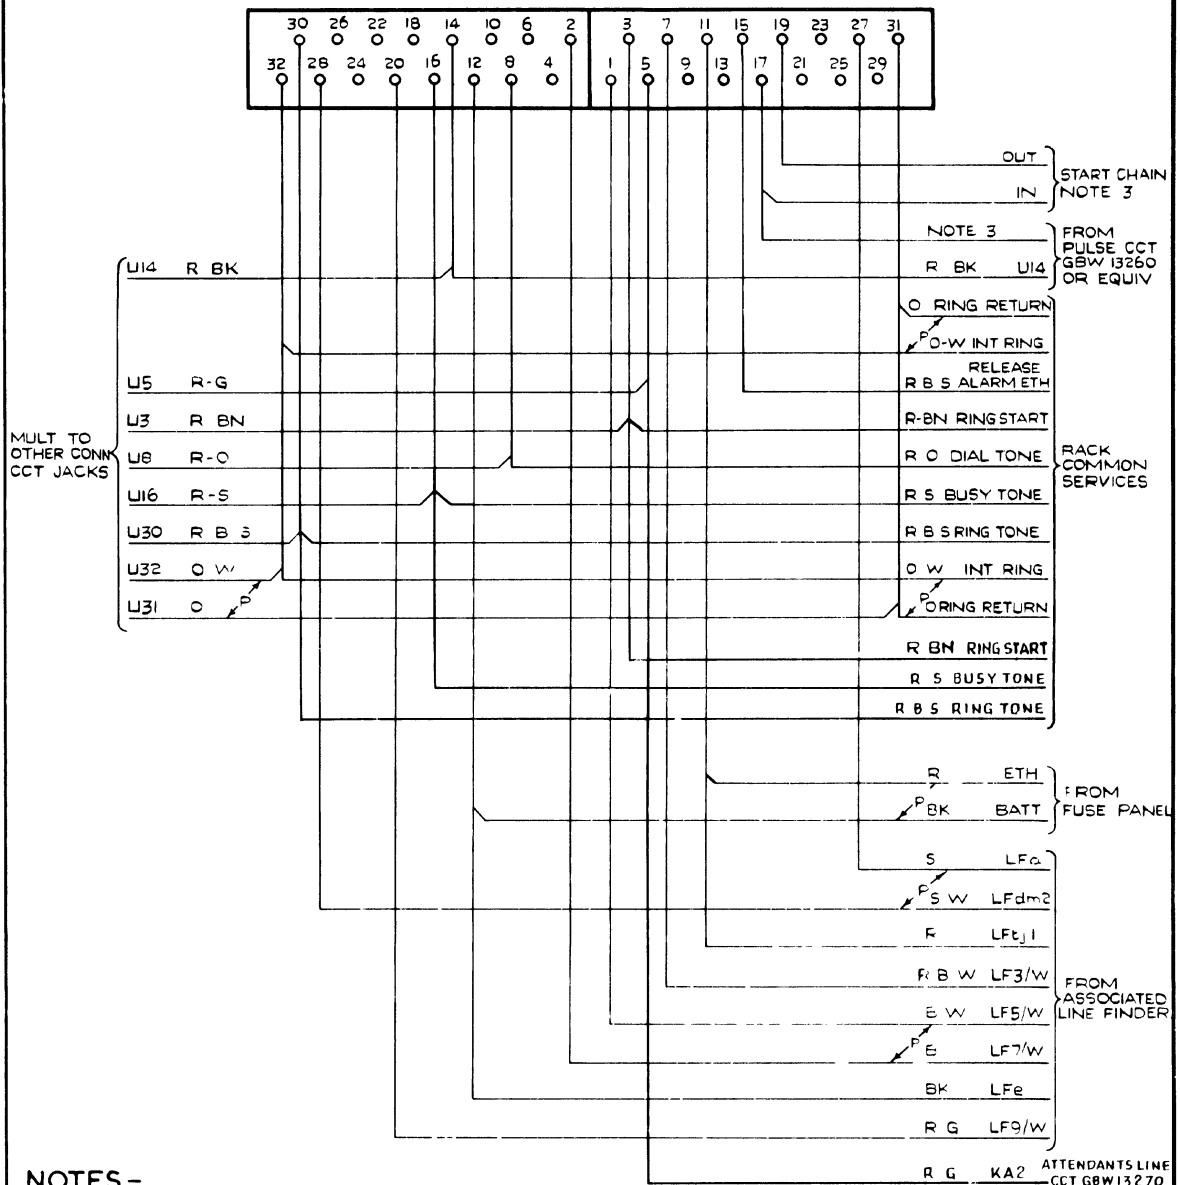 30 26 22 18 14 10 6 2 3 7 11 15 19 23 27 31
32 28 24 20 16 12 8 4 1 5 9 13 17 21 25 29
OUT
IN
START CHAIN
NOTE 3
NOTE 3
R BK U14
FROM
PULSE CCT
GBW 13260
OR EQUIV
U14 R BK
O RING RETURN
P
O-W INT RING
RELEASE
R B S ALARM ETH
U5 R-G
U3 R BN
R-BN RING START
MULT TO
OTHER CONN
CCT JACKS
U8 R-O
R O DIAL TONE
RACK
COMMON
SERVICES
U16 R-S
R S BUSY TONE
U30 R B S
R B S RING TONE
U32 O W
O W INT RING
P
P
U31 O
O RING RETURN
R BN RING START
R S BUSY TONE
R B S RING TONE
R ETH
P
BK BATT
FROM
FUSE PANEL
S LFa
P
S W LFdm2
R LFtj1
R B W LF3/W
B W LF5/W
P
B LF7/W
BK LFe
R G LF9/W
FROM
ASSOCIATED
LINE FINDER
R G KA2
ATTENDANTS LINE
CCT GBW13270
NOTES-